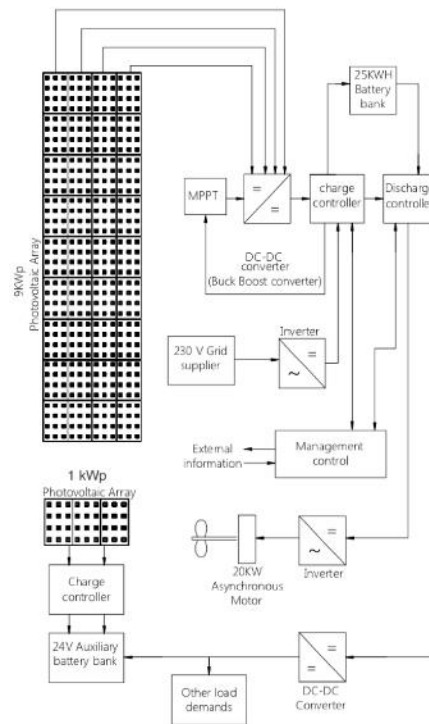 25KWH
Battery
bank
MPPT
=
=
charge
controller
Discharge
controlle
9KWp
Photovoltaic Array
DC-DC
converter
(Buck Boost converter)
Inverter
230 V Grid
supplier
=
~
External
information
Management
control
1 kWp
Photovoltaic Array
Charge
controller
20KW
Asynchronous
Motor
=
~
Inverter
24V Auxiliary
battery bank
Other load
demands
=
=
DC-DC
Converter